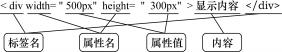 < div width= " 500px" height= " 300px" > 显示内容 </div>
标签名 属性名 属性值 内容